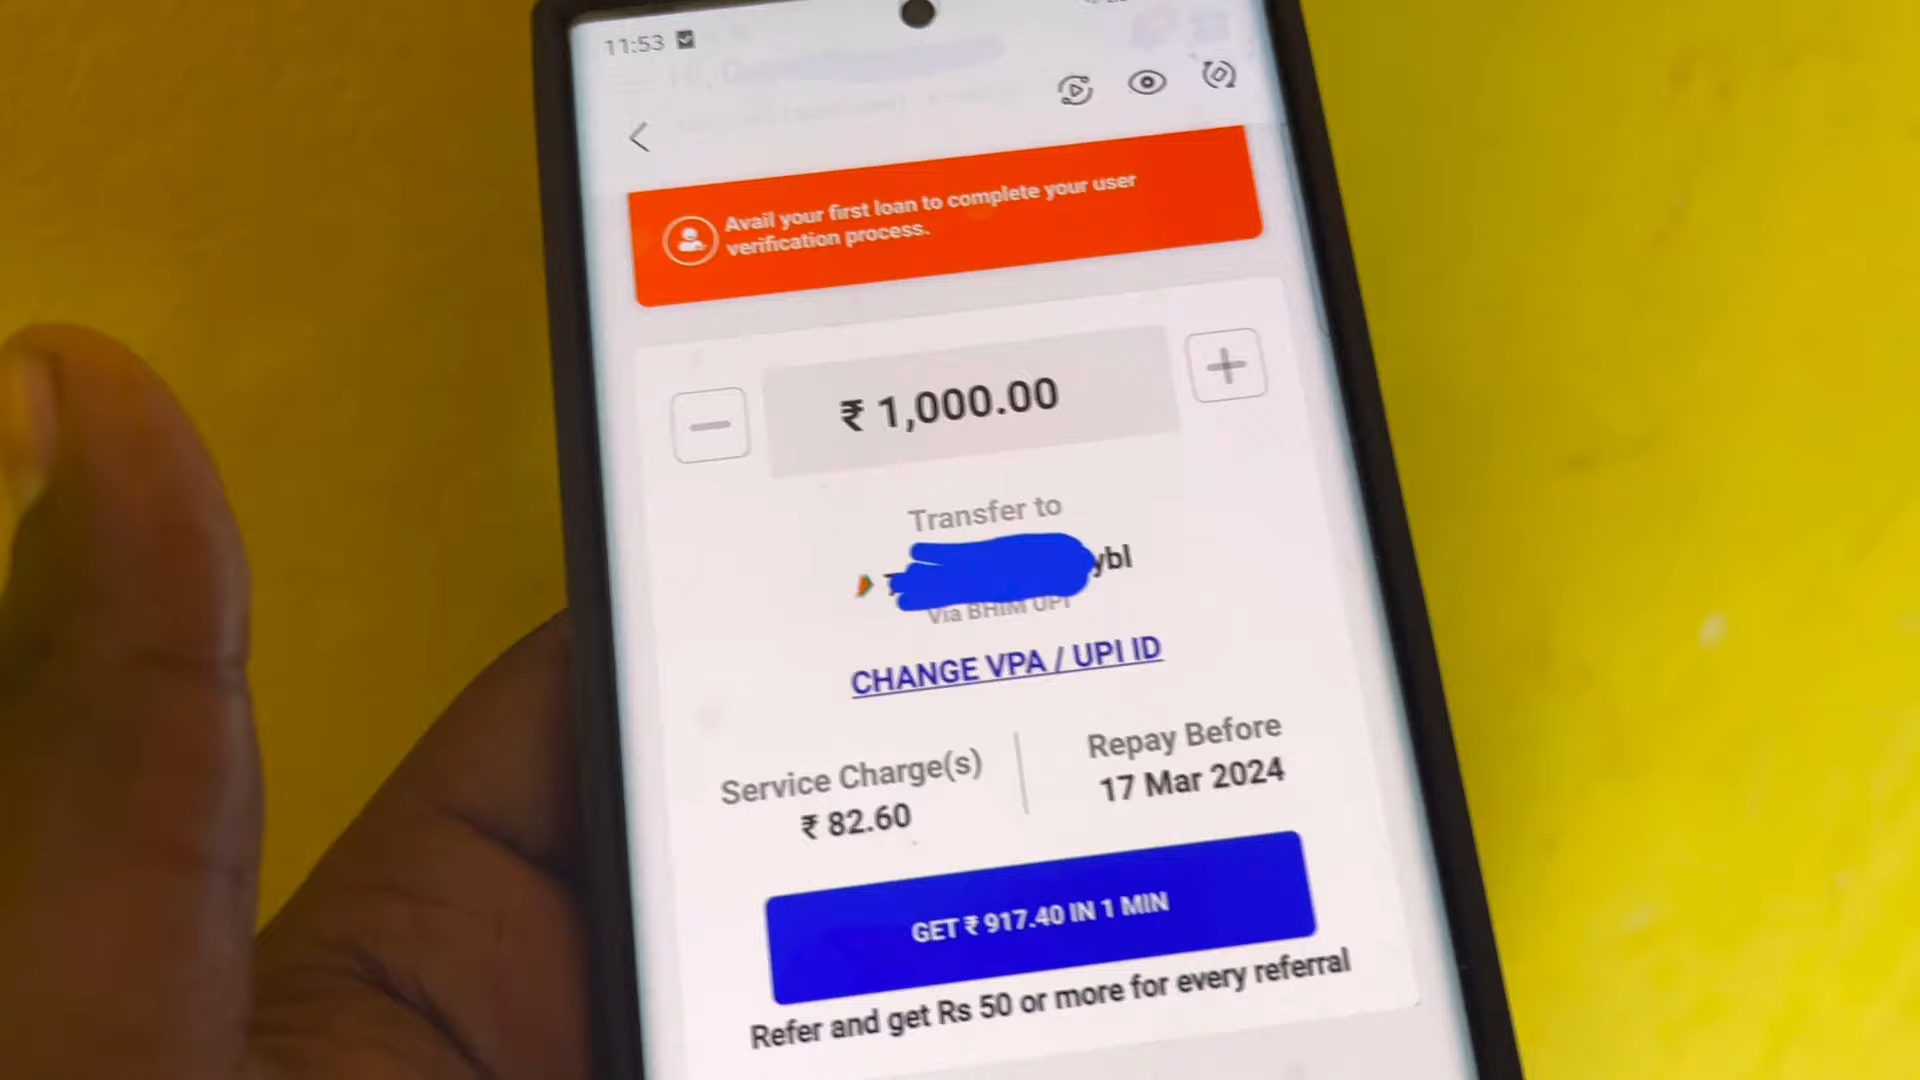 11:53
Hi,
Avail your first loan to complete your user
verification process.
₹ 1,000.00
Transfer to
ybl
Via BHIM UPI
CHANGE VPA / UPI ID
Service Charge(s)
₹ 82.60
Repay Before
17 Mar 2024
GET ₹ 917.40 IN 1 MIN
Refer and get Rs 50 or more for every referral